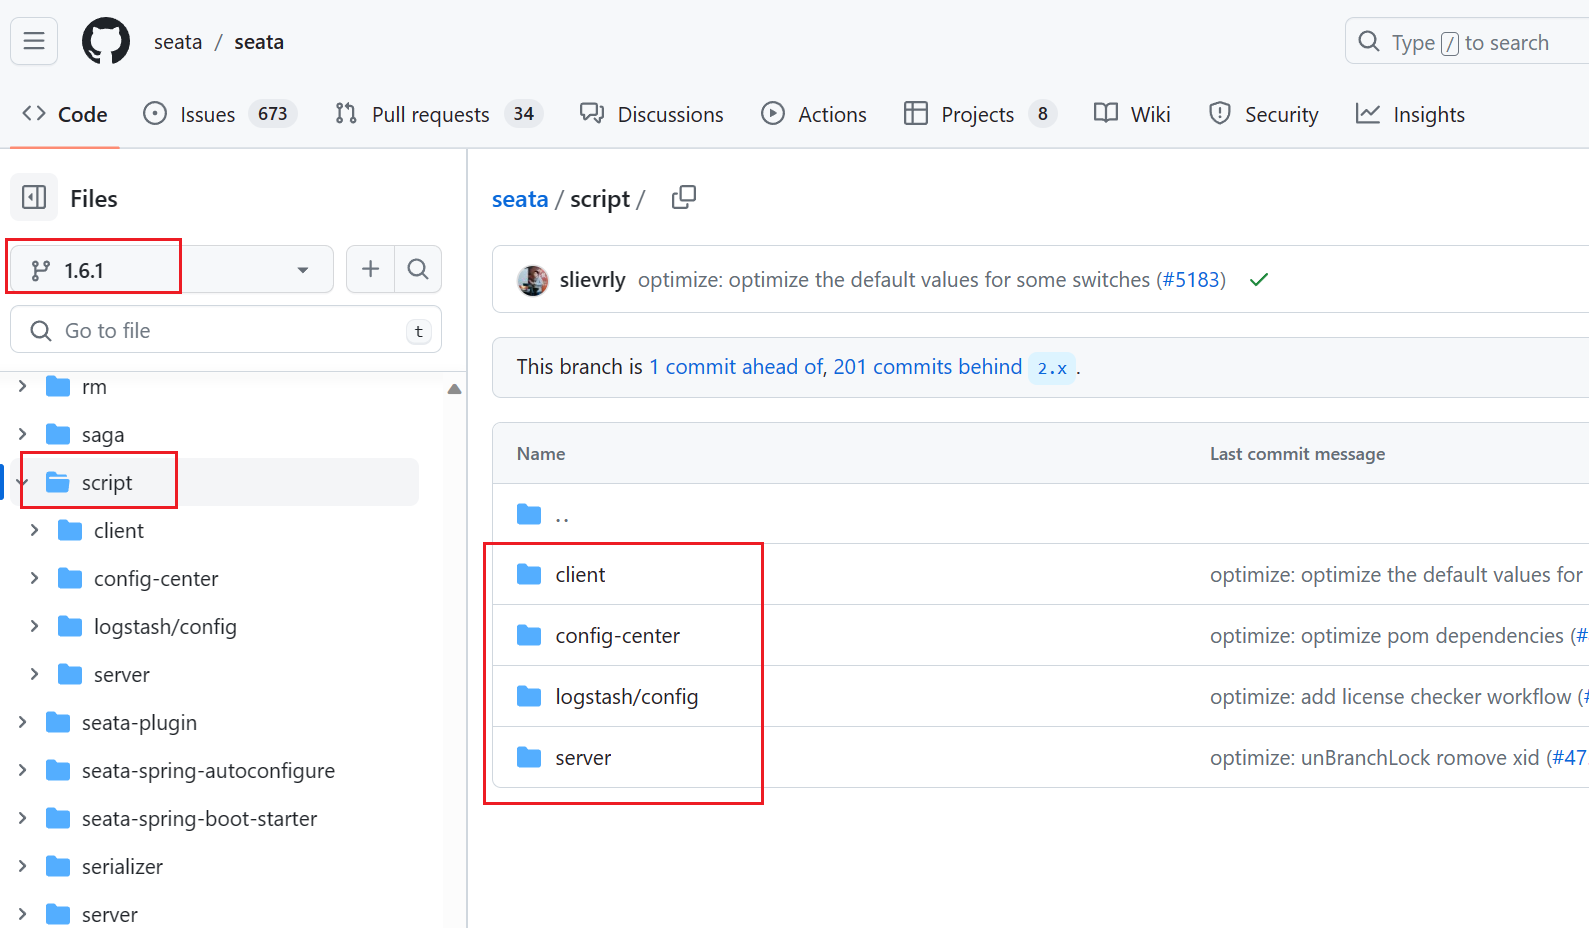 seata / seata
Type / to search
Code
Issues 673
Pull requests 34
Discussions
Actions
Projects 8
Wiki
Security
Insights
Files
1.6.1
Go to file
t
rm
saga
script
client
config-center
logstash/config
server
seata-plugin
seata-spring-autoconfigure
seata-spring-boot-starter
serializer
server
seata / script /
slievrly optimize: optimize the default values for some switches (#5183)
This branch is 1 commit ahead of, 201 commits behind 2.x.
Name Last commit message
..
client optimize: optimize the default values for
config-center optimize: optimize pom dependencies (#
logstash/config optimize: add license checker workflow (#
server optimize: unBranchLock romove xid (#47